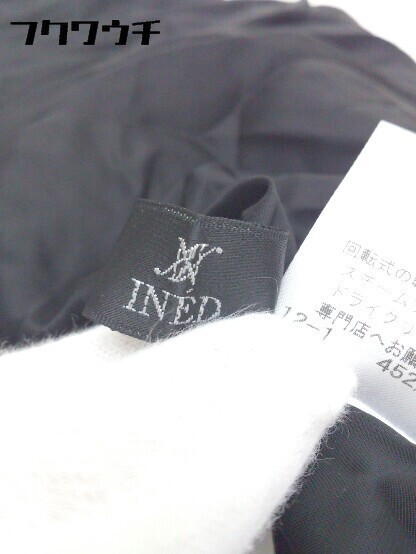 フクワウチ
INÉD
回転式の
スチーム
ドライク
専門店へお
12-1
452